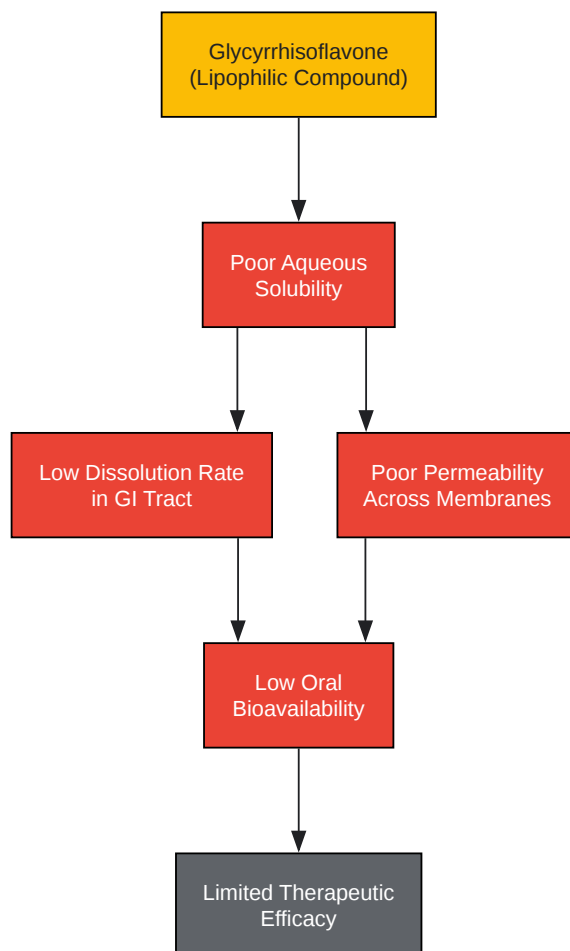 Glycyrrhisoflavone
(Lipophilic Compound)
Poor Aqueous
Solubility
Low Dissolution Rate
in GI Tract
Poor Permeability
Across Membranes
Low Oral
Bioavailability
Limited Therapeutic
Efficacy